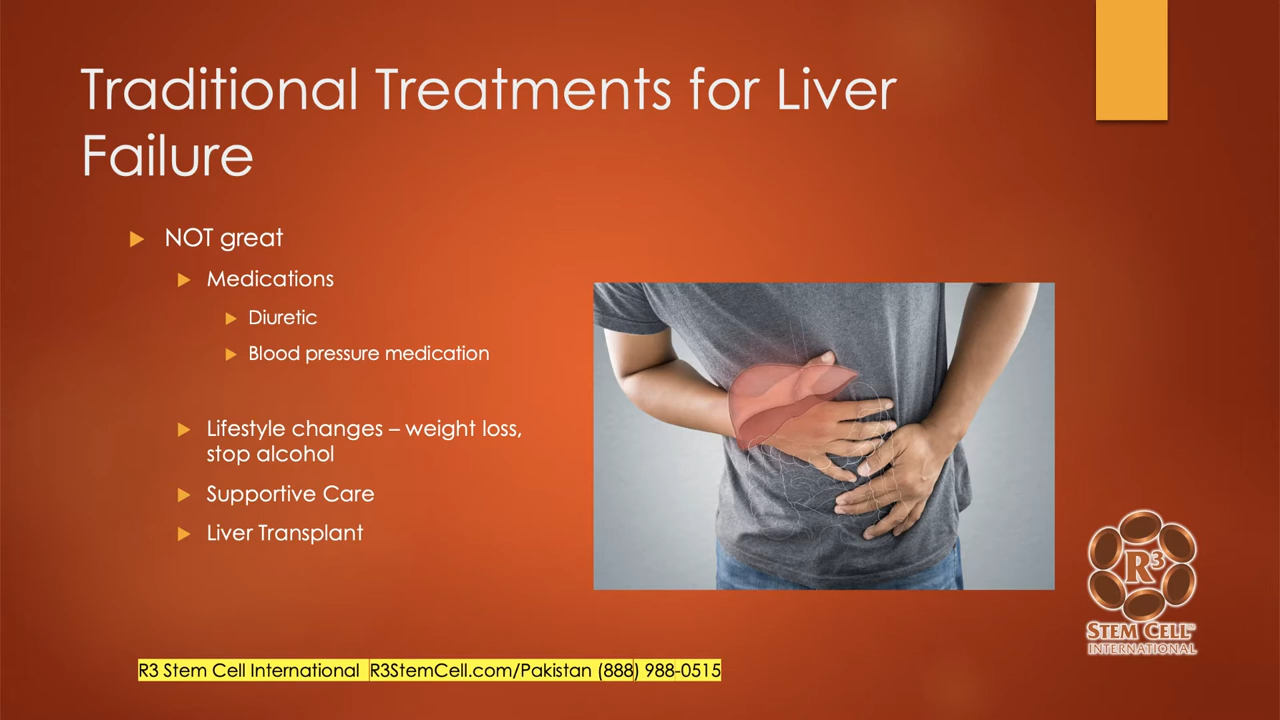 Traditional Treatments for Liver
Failure
NOT great
Medications
Diuretic
Blood pressure medication
Lifestyle changes – weight loss,
stop alcohol
Supportive Care
Liver Transplant
R3
STEM CELL™
INTERNATIONAL
R3 Stem Cell International R3StemCell.com/Pakistan (888) 988-0515